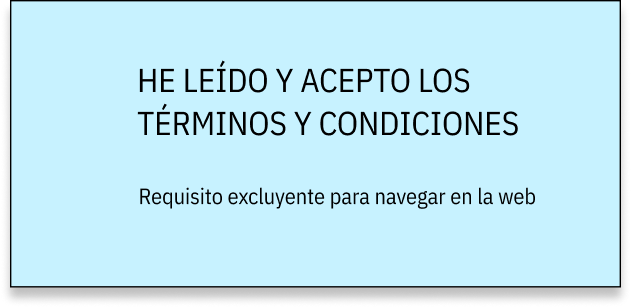 HE LEÍDO Y ACEPTO LOS
TÉRMINOS Y CONDICIONES
Requisito excluyente para navegar en la web